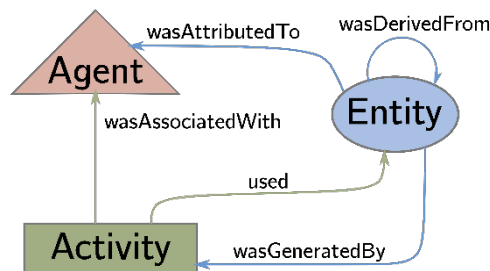 wasDerivedFrom
wasAttributedTo
Agent
Entity
wasAssociatedWith
used
Activity
wasGeneratedBy